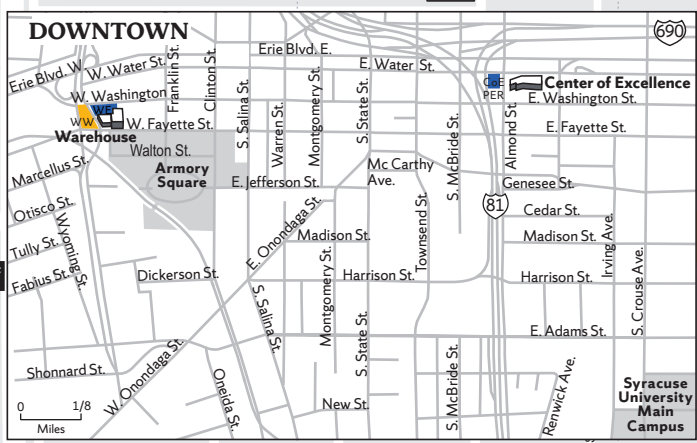 DOWNTOWN
690
Erie Blvd. E.
Erie Blvd. W.
W. Water St.
E. Water St.
Franklin St.
Clinton St.
W. Washington
WE
WW
W. Fayette St.
Warehouse
S. Salina St.
Warren St.
Montgomery St.
S. State St.
S. McBride St.
PER
Center of Excellence
E. Washington St.
Almond St.
E. Fayette St.
Walton St.
Armory
Square
Marcellus St.
Mc Carthy
Ave.
E. Jefferson St.
Genesee St.
81
Otisco St.
Wyoming St.
E. Onondaga St.
Townsend St.
Cedar St.
Madison St.
Madison St.
Irving Ave.
S. Crouse Ave.
Tully St.
Fabius St.
Dickerson St.
Montgomery St.
Harrison St.
Harrison St.
S. Salina St.
S. State St.
E. Adams St.
Shonnard St.
W. Onondaga St.
Oneida St.
New St.
S. McBride St.
Renwick Ave.
Syracuse
University
Main
Campus
0 1/8
Miles